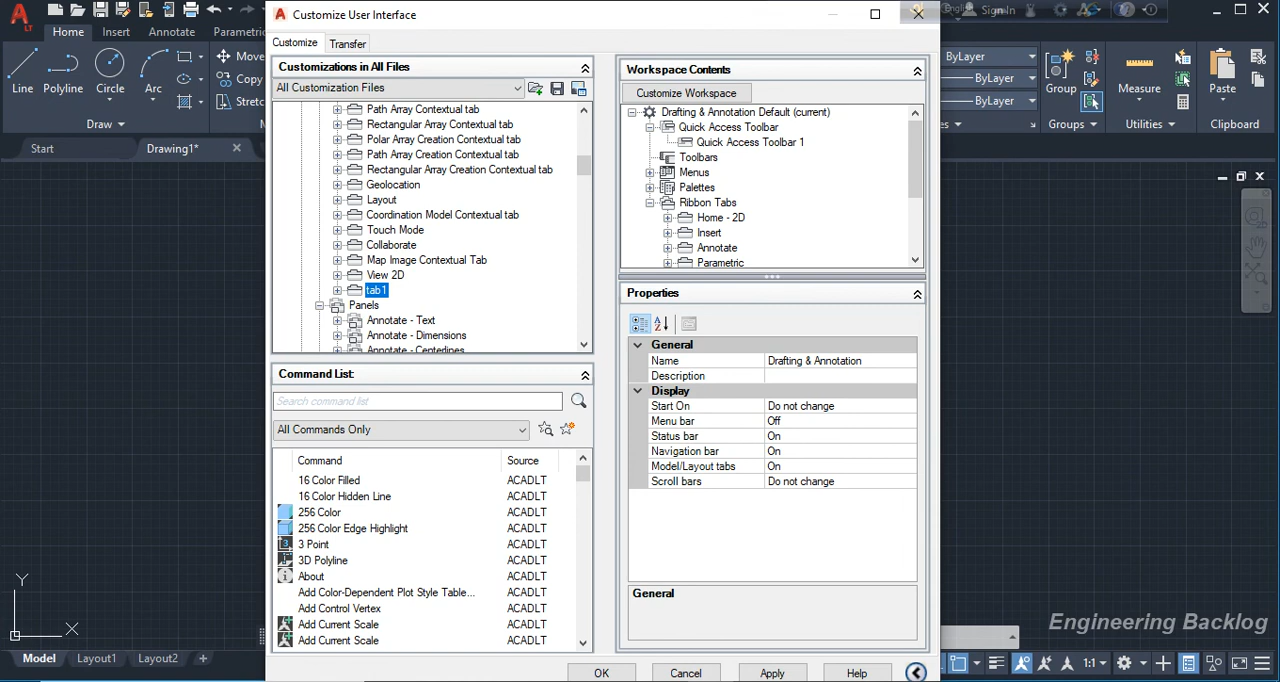 LT
English
Sign In
Home
Insert
Annotate
Parametric
Line
Polyline
Circle
Arc
Move
Copy
Stretc
Draw
Start
Drawing1*
Customize User Interface
Customize
Transfer
Customizations in All Files
All Customization Files
Path Array Contextual tab
Rectangular Array Contextual tab
Polar Array Creation Contextual tab
Path Array Creation Contextual tab
Rectangular Array Creation Contextual tab
Geolocation
Layout
Coordination Model Contextual tab
Touch Mode
Collaborate
Map Image Contextual Tab
View 2D
tab1
Panels
Annotate - Text
Annotate - Dimensions
Annotate - Centerlines
Command List:
Search command list
All Commands Only
Command Source
16 Color Filled ACADLT
16 Color Hidden Line ACADLT
256 Color ACADLT
256 Color Edge Highlight ACADLT
3 Point ACADLT
3D Polyline ACADLT
About ACADLT
Add Color-Dependent Plot Style Table... ACADLT
Add Control Vertex ACADLT
Add Current Scale ACADLT
Add Current Scale ACADLT
Workspace Contents
Customize Workspace
Drafting & Annotation Default (current)
Quick Access Toolbar
Quick Access Toolbar 1
Toolbars
Menus
Palettes
Ribbon Tabs
Home - 2D
Insert
Annotate
Parametric
Properties
General
Name Drafting & Annotation
Description
Display
Start On Do not change
Menu bar Off
Status bar On
Navigation bar On
Model/Layout tabs On
Scroll bars Do not change
General
OK
Cancel
Apply
Help
ByLayer
ByLayer
ByLayer
Group
Measure
Paste
es
Groups
Utilities
Clipboard
Y
X
Engineering Backlog
Model
Layout1
Layout2
1:1